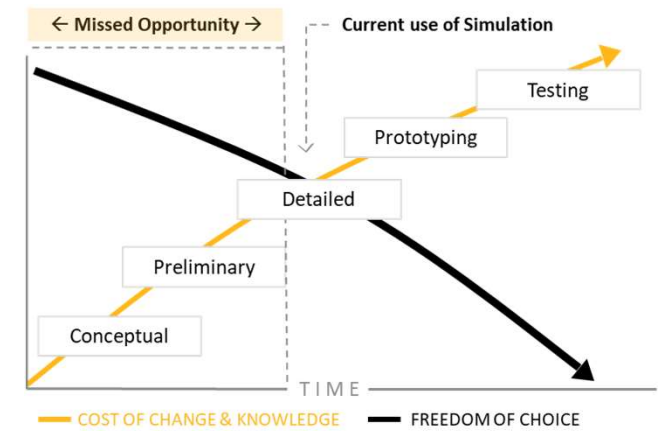 ← Missed Opportunity →
Current use of Simulation
Testing
Prototyping
Detailed
Preliminary
Conceptual
TIME
COST OF CHANGE & KNOWLEDGE
FREEDOM OF CHOICE